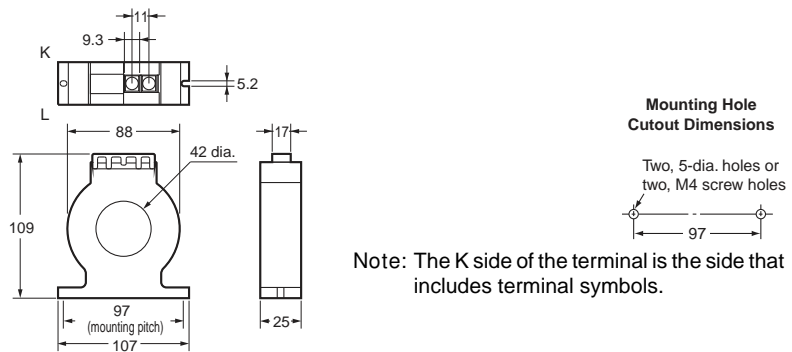 11
9.3
K
5.2
L
88
17
42 dia.
109
97
(mounting pitch)
107
25
Mounting Hole
Cutout Dimensions
Two, 5-dia. holes or
two, M4 screw holes
97
Note: The K side of the terminal is the side that
includes terminal symbols.